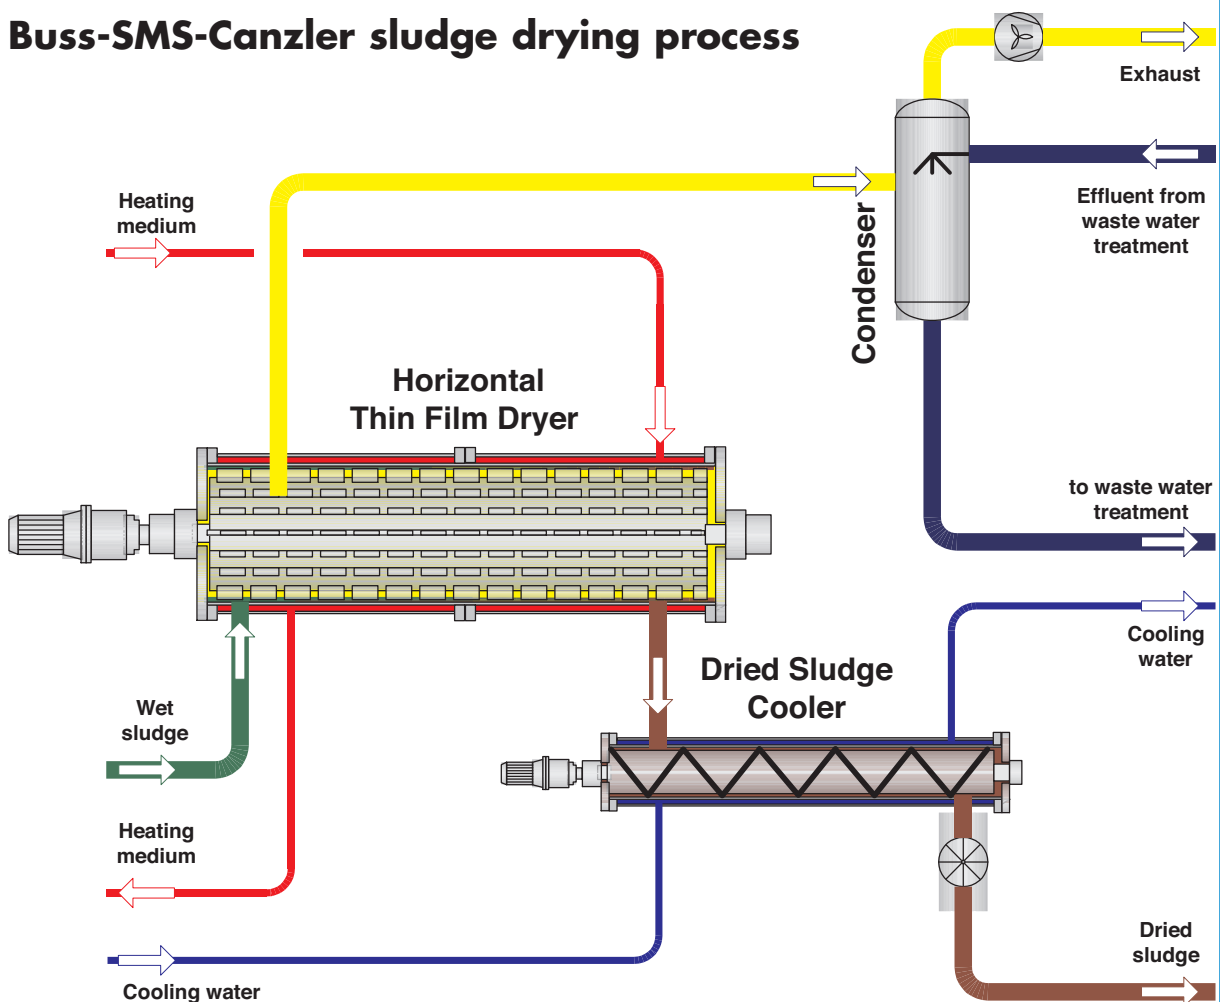 Buss-SMS-Canzler sludge drying process
Exhaust
Effluent from
waste water
treatment
Heating
medium
Condenser
Horizontal
Thin Film Dryer
to waste water
treatment
Cooling
water
Dried Sludge
Cooler
Wet
sludge
Heating
medium
Dried
sludge
Cooling water